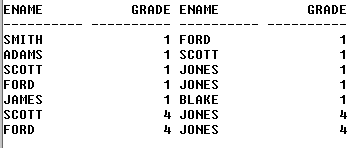 ENAME GRADE ENAME GRADE
---------- ---------- ---------- ----------
SMITH 1 FORD 1
ADAMS 1 SCOTT 1
SCOTT 1 JONES 1
FORD 1 JONES 1
JAMES 1 BLAKE 1
SCOTT 4 JONES 4
FORD 4 JONES 4